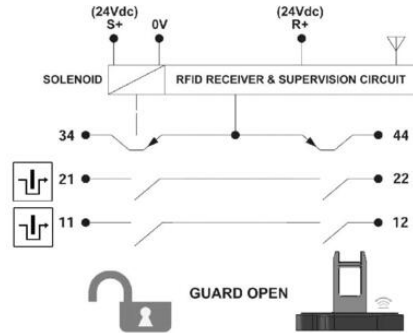 (24Vdc) (24Vdc)
S+ 0V R+
SOLENOID RFID RECEIVER & SUPERVISION CIRCUIT
34 44
21 22
11 12
GUARD OPEN